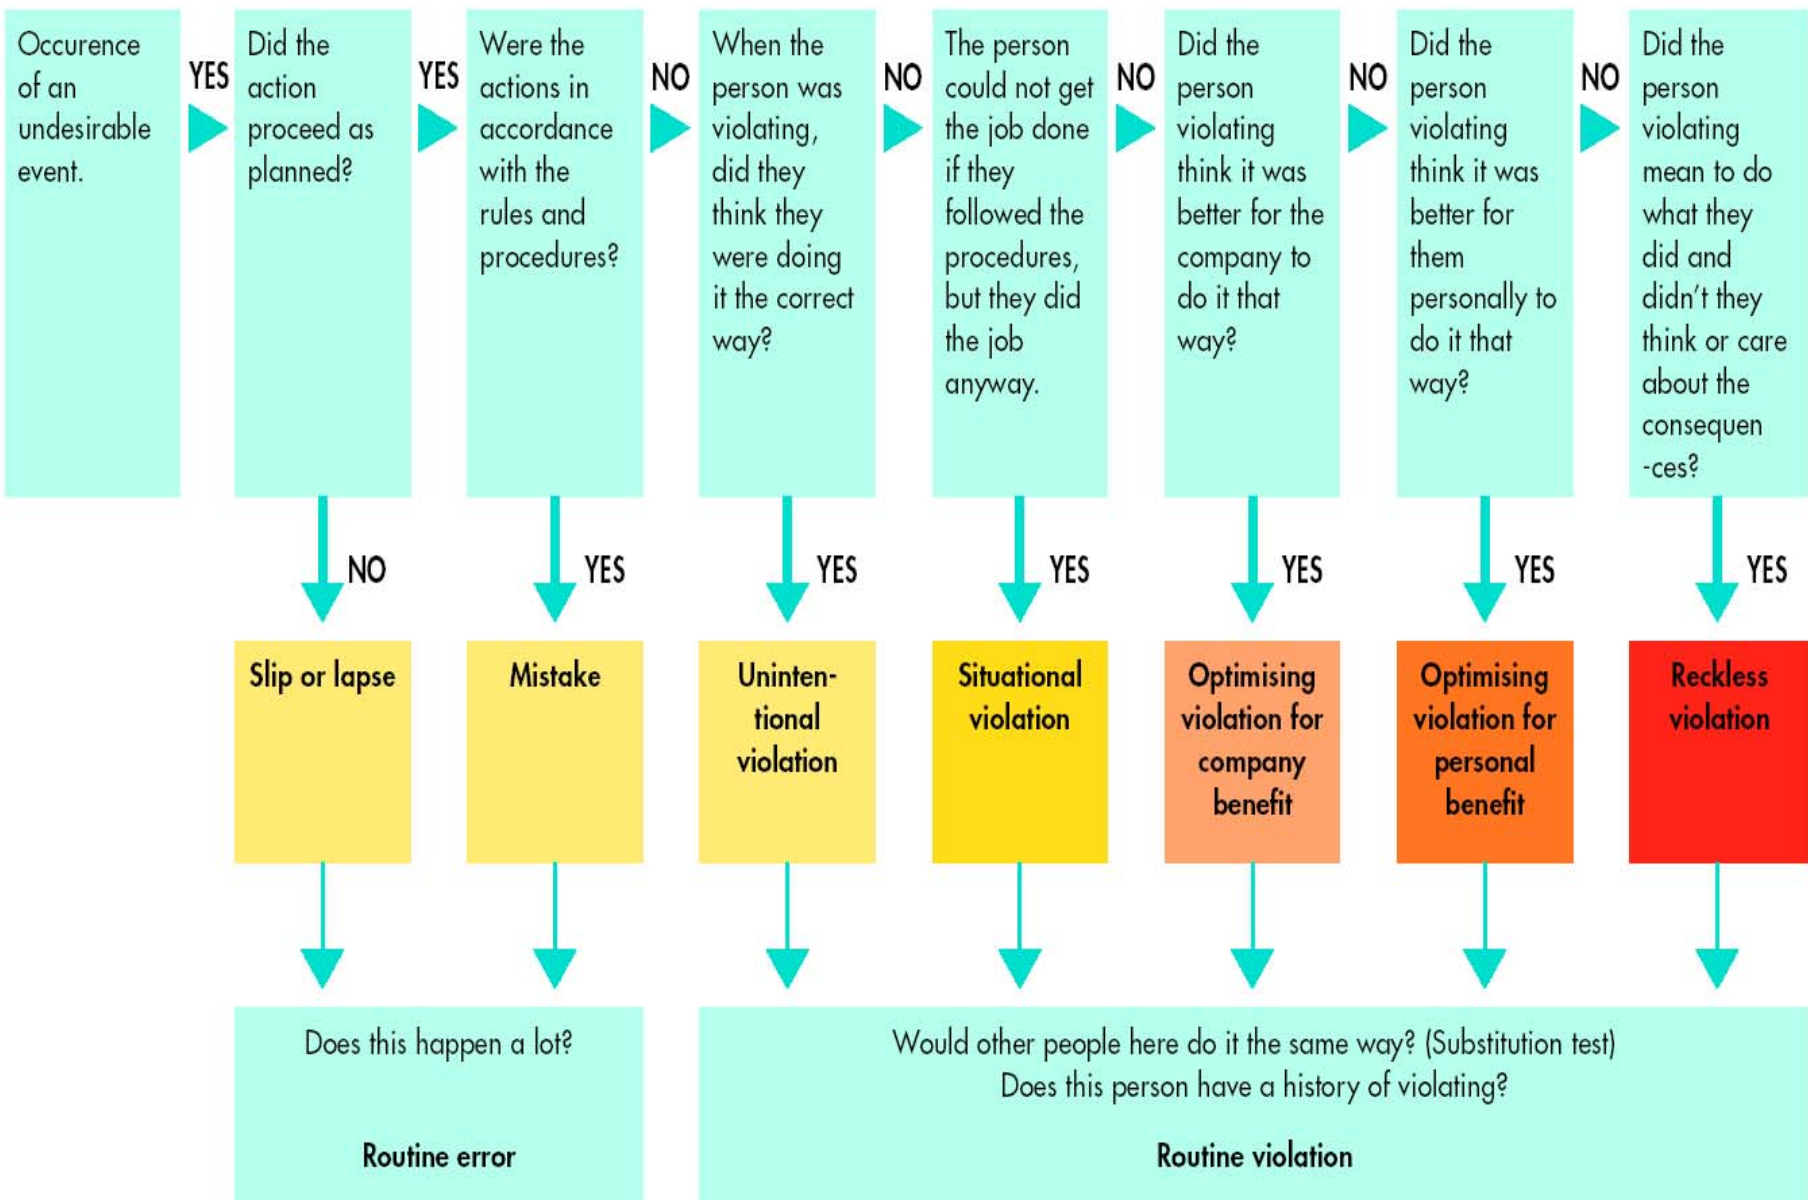 Occurence
of an
undesirable
event.
YES
Did the
action
proceed as
planned?
YES
Were the
actions in
accordance
with the
rules and
procedures?
NO
When the
person was
violating,
did they
think they
were doing
it the correct
way?
NO
The person
could not get
the job done
if they
followed the
procedures,
but they did
the job
anyway.
NO
Did the
person
violating
think it was
better for the
company to
do it that
way?
NO
Did the
person
violating
think it was
better for
them
personally to
do it that
way?
NO
Did the
person
violating
mean to do
what they
did and
didn't they
think or care
about the
consequen
-ces?
NO
YES
YES
YES
YES
YES
YES
Slip or lapse
Mistake
Uninten-
tional
violation
Situational
violation
Optimising
violation for
company
benefit
Optimising
violation for
personal
benefit
Reckless
violation
Does this happen a lot?
Routine error
Would other people here do it the same way? (Substitution test)
Does this person have a history of violating?
Routine violation